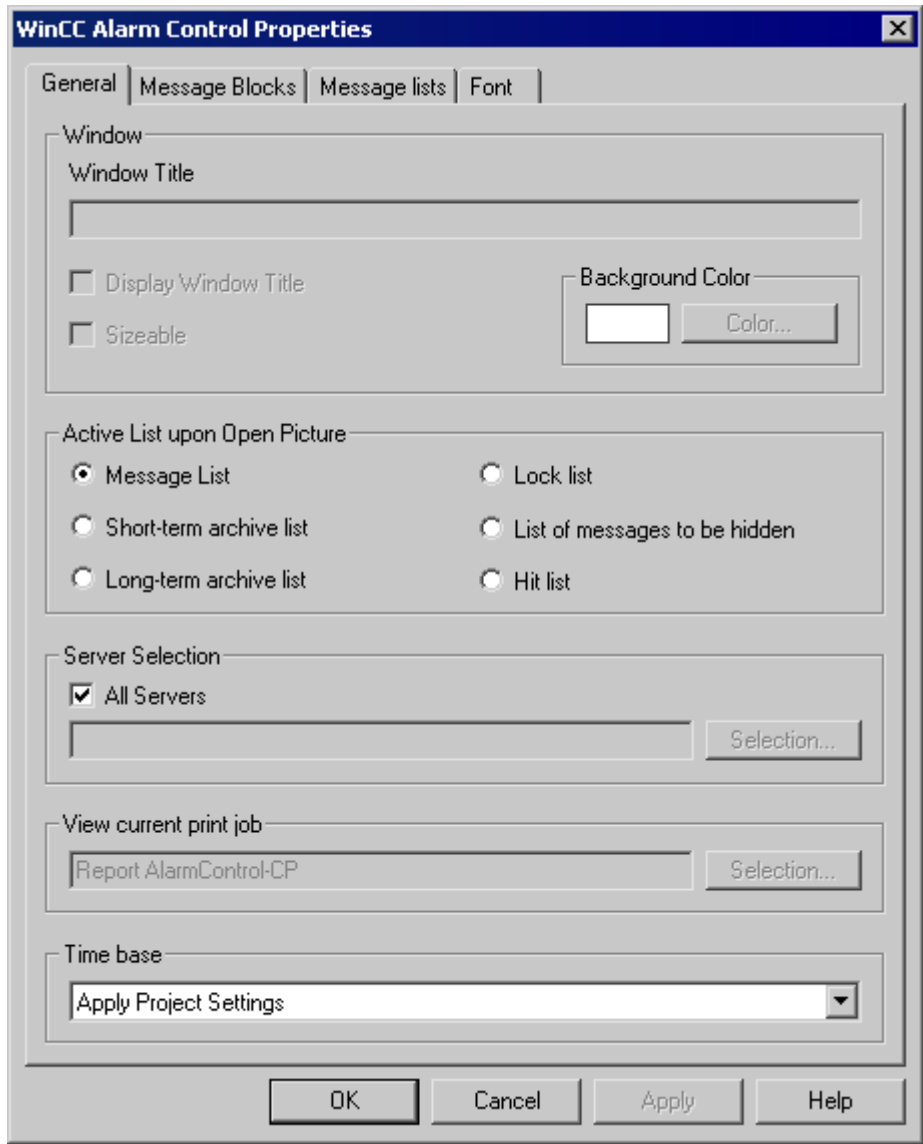 WinCC Alarm Control Properties
General Message Blocks Message lists Font
Window
Window Title
Display Window Title
Background Color
Color...
Sizeable
Active List upon Open Picture
Message List
Lock list
Short-term archive list
List of messages to be hidden
Long-term archive list
Hit list
Server Selection
All Servers
Selection...
View current print job
Report AlarmControl-CP
Selection...
Time base
Apply Project Settings
OK Cancel Apply Help